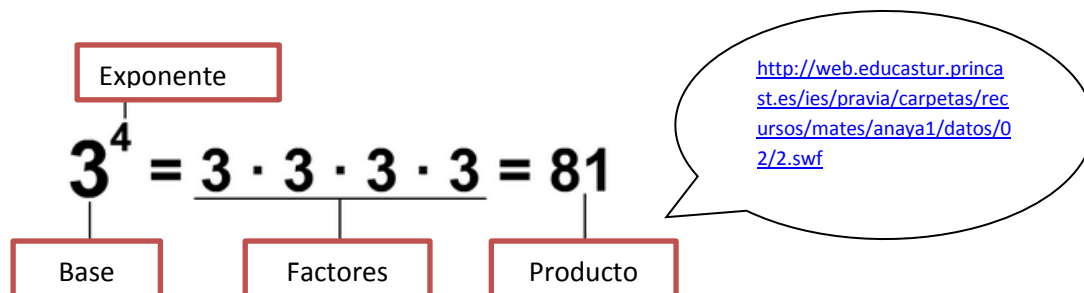 Exponente
3⁴ = 3 · 3 · 3 · 3 = 81
Base
Factores
Producto
http://web.educastur.princa
st.es/ies/pravia/carpetas/rec
ursos/mates/anaya1/datos/0
2/2.swf